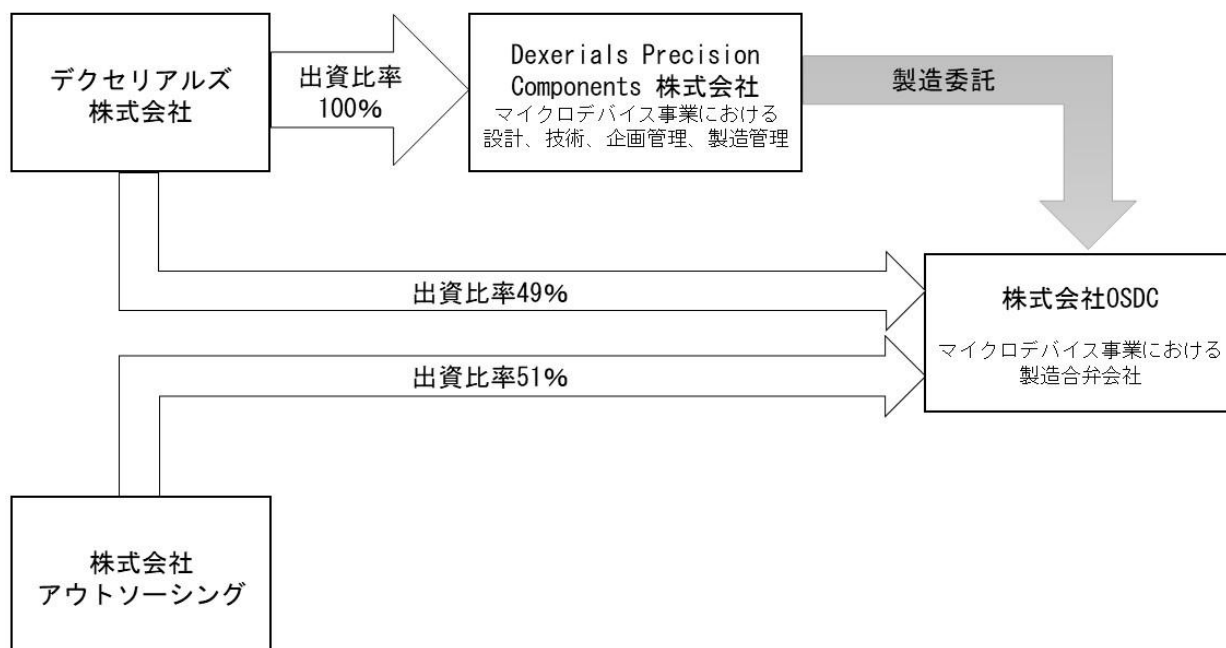 デクセリアルズ
株式会社
出資比率
100%
Dexerials Precision
Components 株式会社
マイクロデバイス事業における
設計、技術、企画管理、製造管理
製造委託
出資比率49%
株式会社OSDC
マイクロデバイス事業における
製造合弁会社
出資比率51%
株式会社
アウトソーシング